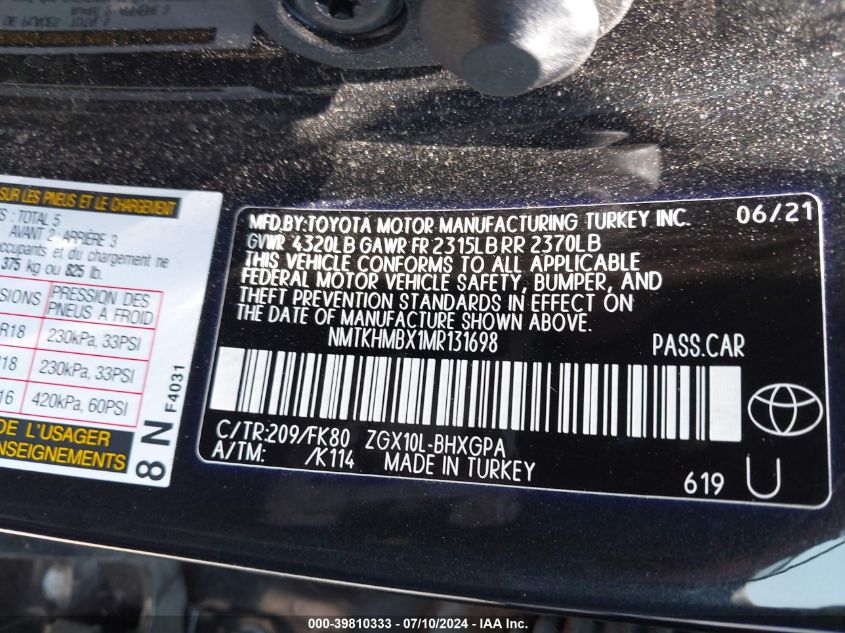 SUR LES PNEUS ET LE CHARGEMENT
: TOTAL 5
AVANT 2 ARRIÈRE 3
occupants et du chargement ne
375 kg ou 825 lb.
PRESSION DES
PNEUS À FROID
R18 230kPa, 33PSI
18 230kPa, 33PSI
16 420kPa, 60PSI
DE L'USAGER
RENSEIGNEMENTS
8 N
F4031
MFD.BY:TOYOTA MOTOR MANUFACTURING TURKEY INC. 06/21
GVWR 4320LB GAWR FR 2315LB RR 2370LB
THIS VEHICLE CONFORMS TO ALL APPLICABLE
FEDERAL MOTOR VEHICLE SAFETY, BUMPER, AND
THEFT PREVENTION STANDARDS IN EFFECT ON
THE DATE OF MANUFACTURE SHOWN ABOVE.
NMTKHMBX1MR131698 PASS.CAR
C/TR:209/FK80 ZGX10L-BHXGPA
A/TM: /K114 MADE IN TURKEY
619 U
000-39810333 / 07/10/2024 - IAAI.COM